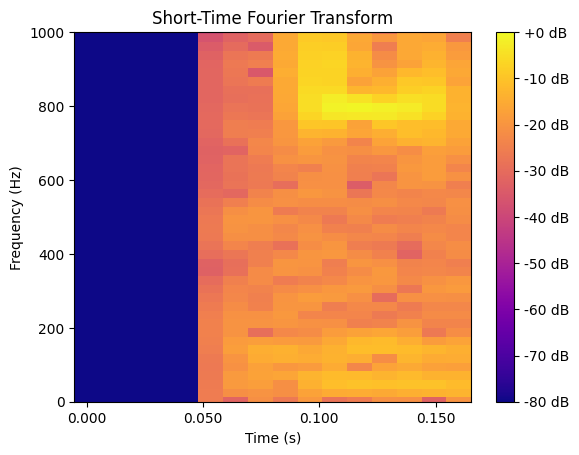 Short-Time Fourier Transform
1000
800
600
400
200
0
Frequency (Hz)
0.000
0.050
0.100
0.150
Time (s)
+0 dB
-10 dB
-20 dB
-30 dB
-40 dB
-50 dB
-60 dB
-70 dB
-80 dB